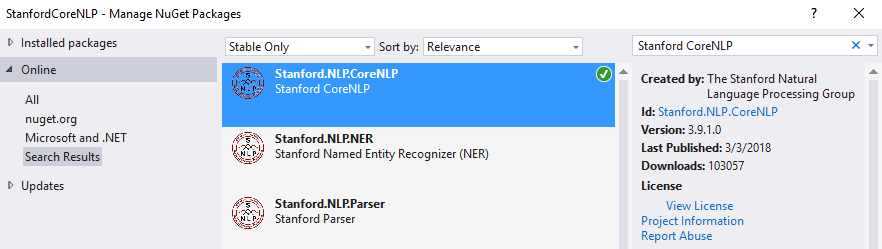 StanfordCoreNLP - Manage NuGet Packages
? ×
Installed packages
Online
All
nuget.org
Microsoft and .NET
Search Results
Updates
Stable Only Sort by: Relevance
Stanford.NLP.CoreNLP
Stanford CoreNLP
Stanford.NLP.NER
Stanford Named Entity Recognizer (NER)
Stanford.NLP.Parser
Stanford Parser
Stanford CoreNLP ×
Created by: The Stanford Natural
Language Processing Group
Id: Stanford.NLP.CoreNLP
Version: 3.9.1.0
Last Published: 3/3/2018
Downloads: 103057
License
View License
Project Information
Report Abuse